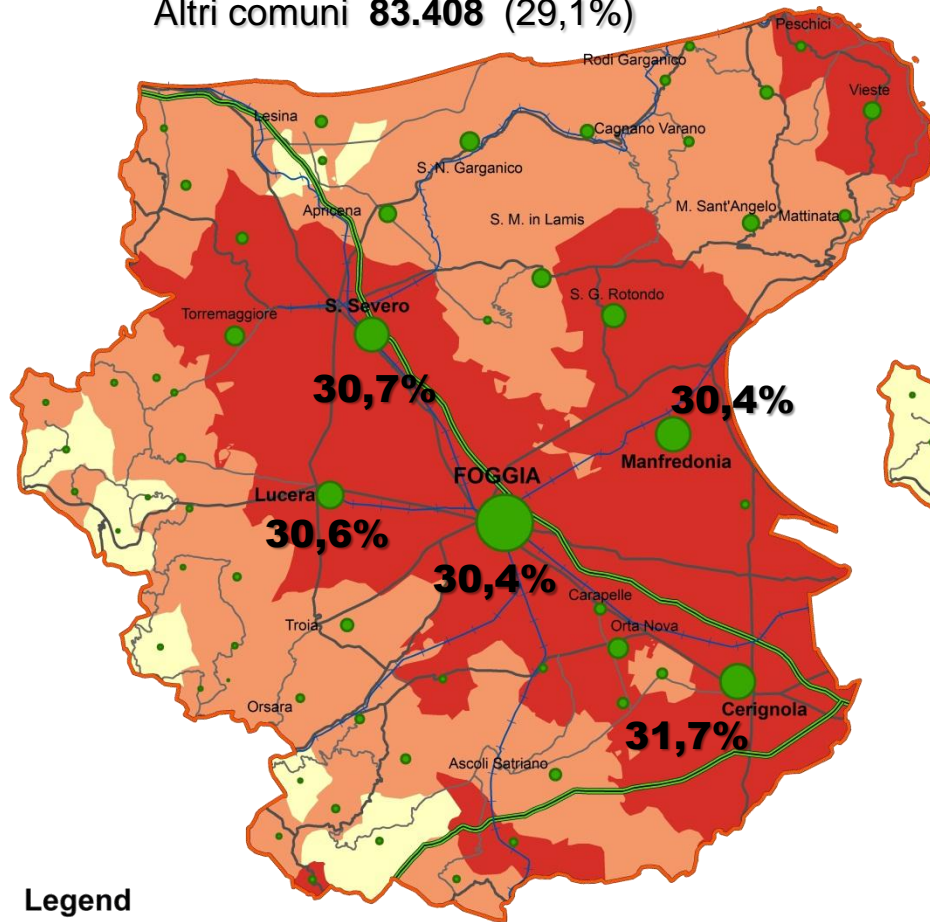 Altri comuni 83.408 (29,1%)
Peschici
Rodi Garganico
Vieste
Lesina
Cagnano Varano
S. N. Garganico
Apricena
S. M. in Lamis
M. Sant'Angelo
Mattinata
S. G. Rotondo
Torremaggiore
S. Severo
30,7%
30,4%
Manfredonia
FOGGIA
Lucera
30,6%
30,4%
Carapelle
Troia
Orta Nova
Orsara
Cerignola
31,7%
Ascoli Satriano
Legend